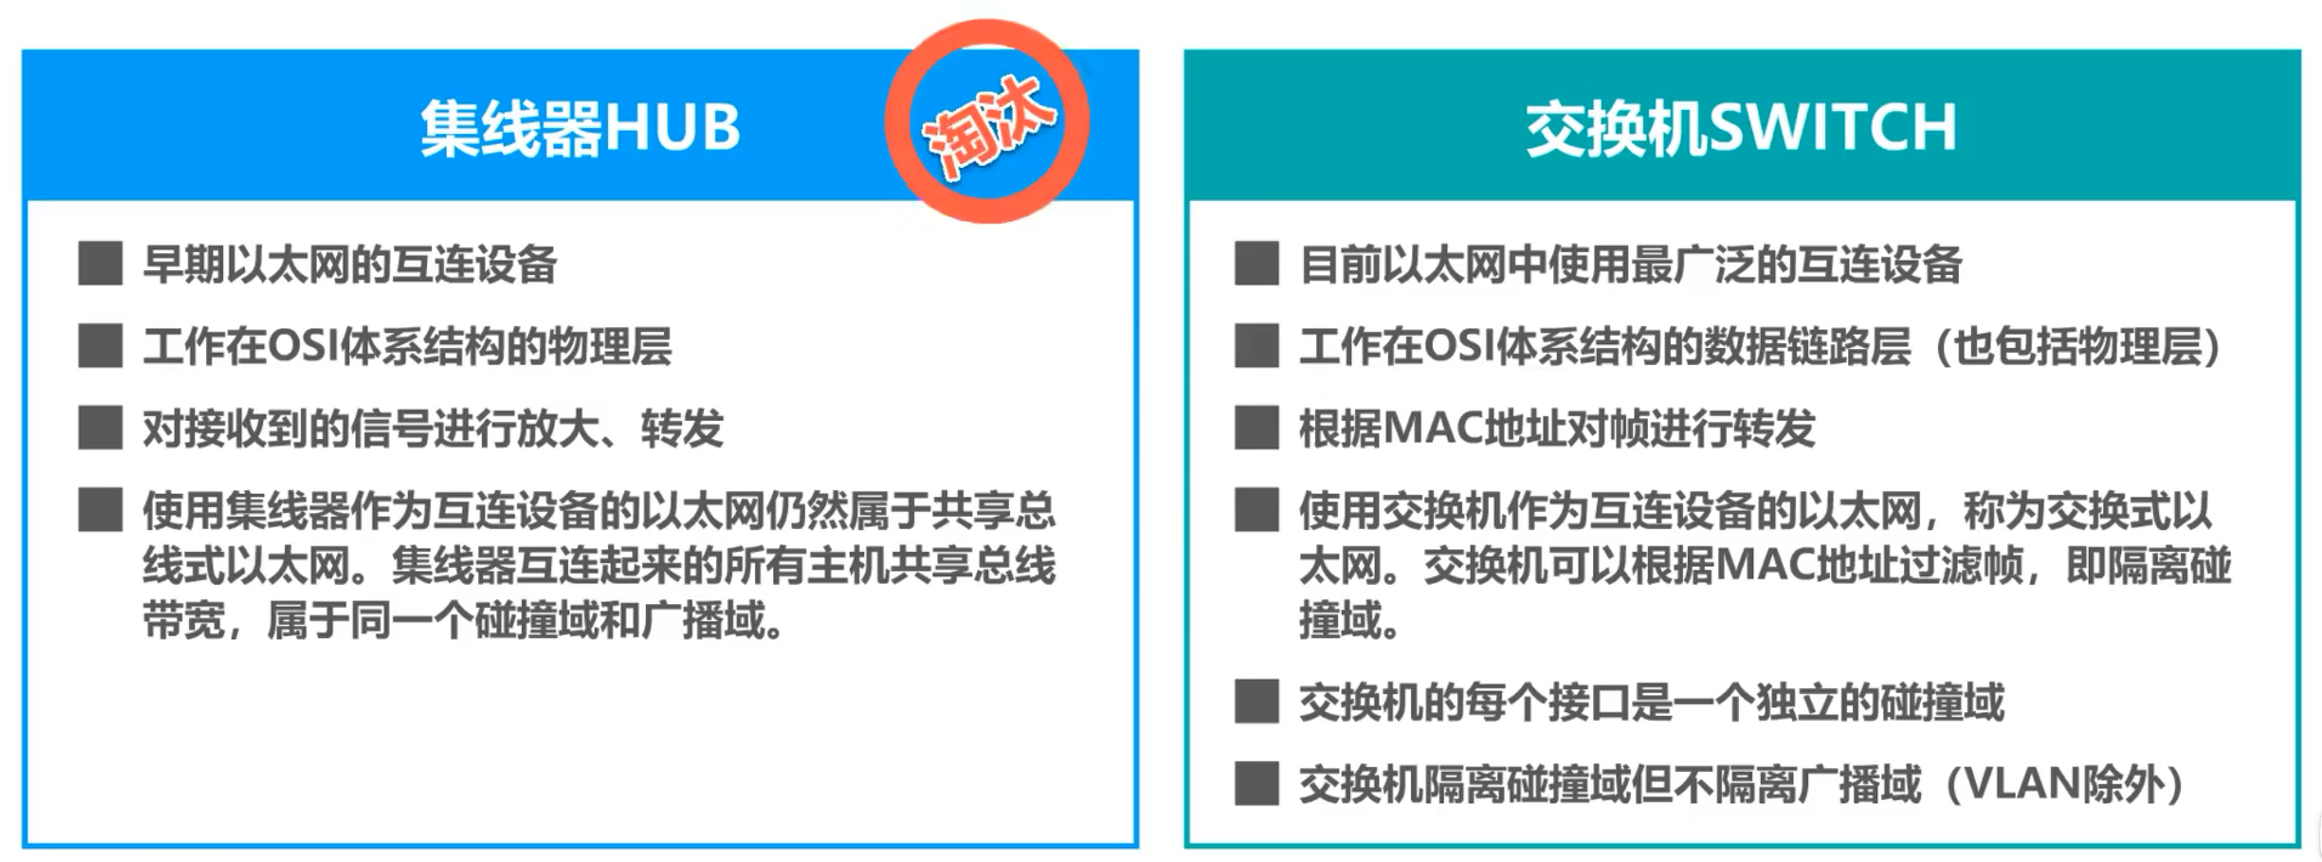 集线器HUB
淘汰
早期以太网的互连设备
工作在OSI体系结构的物理层
对接收到的信号进行放大、转发
使用集线器作为互连设备的以太网仍然属于共享总
线式以太网。集线器互连起来的所有主机共享总线
带宽，属于同一个碰撞域和广播域。
交换机SWITCH
目前以太网中使用最广泛的互连设备
工作在OSI体系结构的数据链路层（也包括物理层）
根据MAC地址对帧进行转发
使用交换机作为互连设备的以太网，称为交换式以
太网。交换机可以根据MAC地址过滤帧，即隔离碰
撞域。
交换机的每个接口是一个独立的碰撞域
交换机隔离碰撞域但不隔离广播域（VLAN除外）